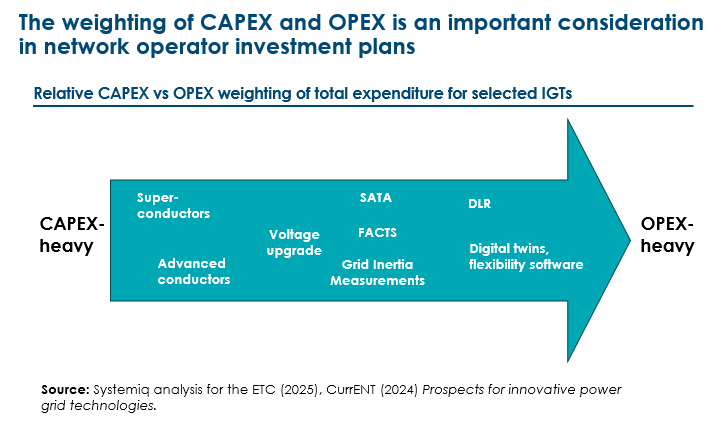 The weighting of CAPEX and OPEX is an important consideration
in network operator investment plans
Relative CAPEX vs OPEX weighting of total expenditure for selected IGTs
CAPEX-
heavy
Super-
conductors
Advanced
conductors
Voltage
upgrade
SATA
FACTS
Grid Inertia
Measurements
DLR
Digital twins,
flexibility software
OPEX-
heavy
Source: Systemiq analysis for the ETC (2025), CurrENT (2024) Prospects for innovative power
grid technologies.